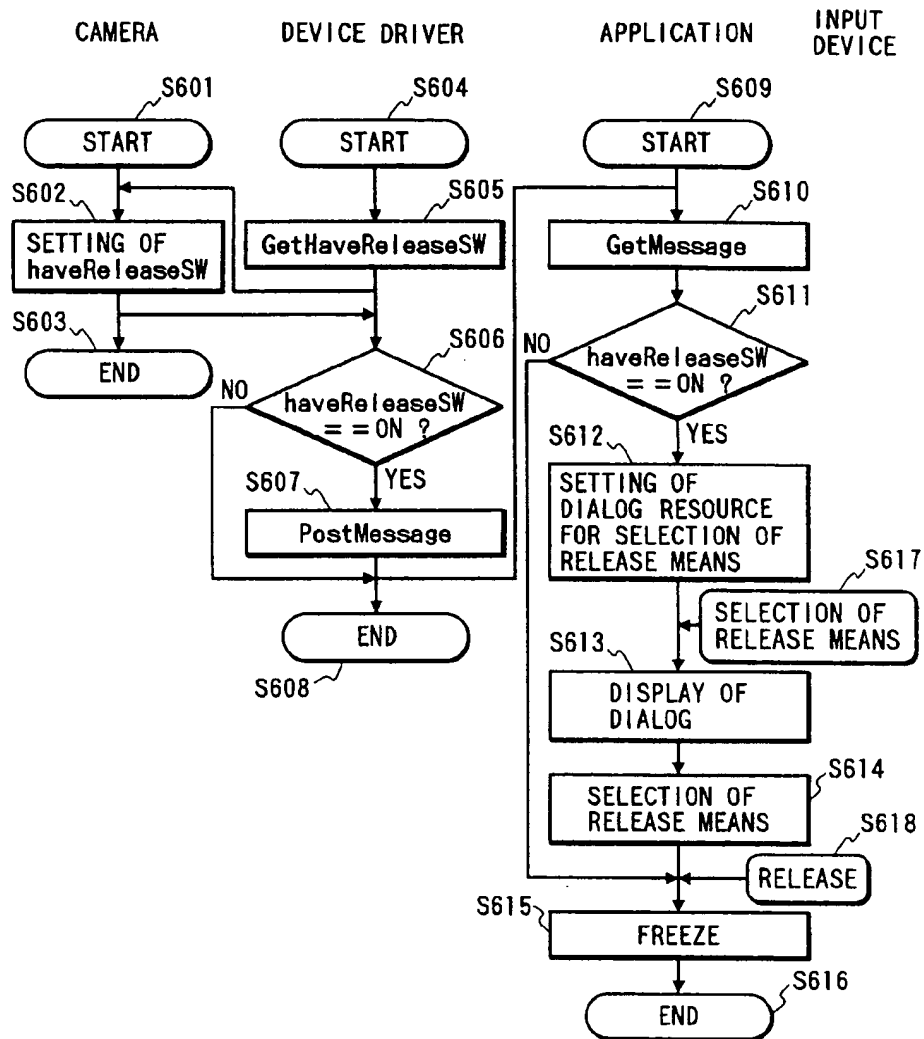 CAMERA
DEVICE DRIVER
APPLICATION
INPUT
DEVICE
S601
START
S602
SETTING OF
haveReleaseSW
S603
END
S604
START
S605
GetHaveReleaseSW
S606
haveReleaseSW
==ON ?
NO
YES
S607
PostMessage
END
S608
S609
START
S610
GetMessage
S611
haveReleaseSW
==ON ?
NO
YES
S612
SETTING OF
DIALOG RESOURCE
FOR SELECTION OF
RELEASE MEANS
S617
SELECTION OF
RELEASE MEANS
S613
DISPLAY OF
DIALOG
S614
SELECTION OF
RELEASE MEANS
S618
RELEASE
S615
FREEZE
S616
END